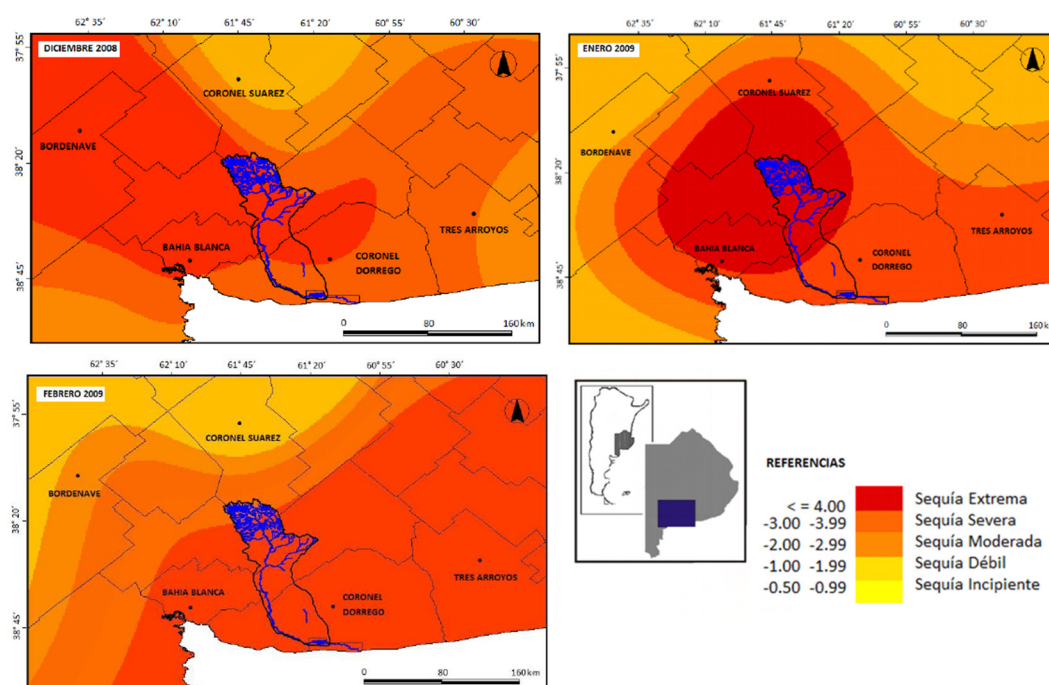 62° 35' 62° 10' 61° 45' 61° 20' 60° 55' 60° 30'
DICIEMBRE 2008
37° 55'
CORONEL SUAREZ
BORDENAVE
38° 20'
TRES ARROYOS
BAHIA BLANCA
CORONEL
DORREGO
38° 45'
0 80 160 km
62° 35' 62° 10' 61° 45' 61° 20' 60° 55' 60° 30'
ENERO 2009
37° 55'
CORONEL SUAREZ
BORDENAVE
38° 20'
TRES ARROYOS
BAHIA BLANCA
CORONEL
DORREGO
38° 45'
0 80 160 km
62° 35' 62° 10' 61° 45' 61° 20' 60° 55' 60° 30'
FEBRERO 2009
37° 55'
CORONEL SUAREZ
BORDENAVE
38° 20'
TRES ARROYOS
BAHIA BLANCA
CORONEL
DORREGO
38° 45'
0 80 160 km
REFERENCIAS
< = 4.00 Sequía Extrema
-3.00 -3.99 Sequía Severa
-2.00 -2.99 Sequía Moderada
-1.00 -1.99 Sequía Débil
-0.50 -0.99 Sequía Incipiente